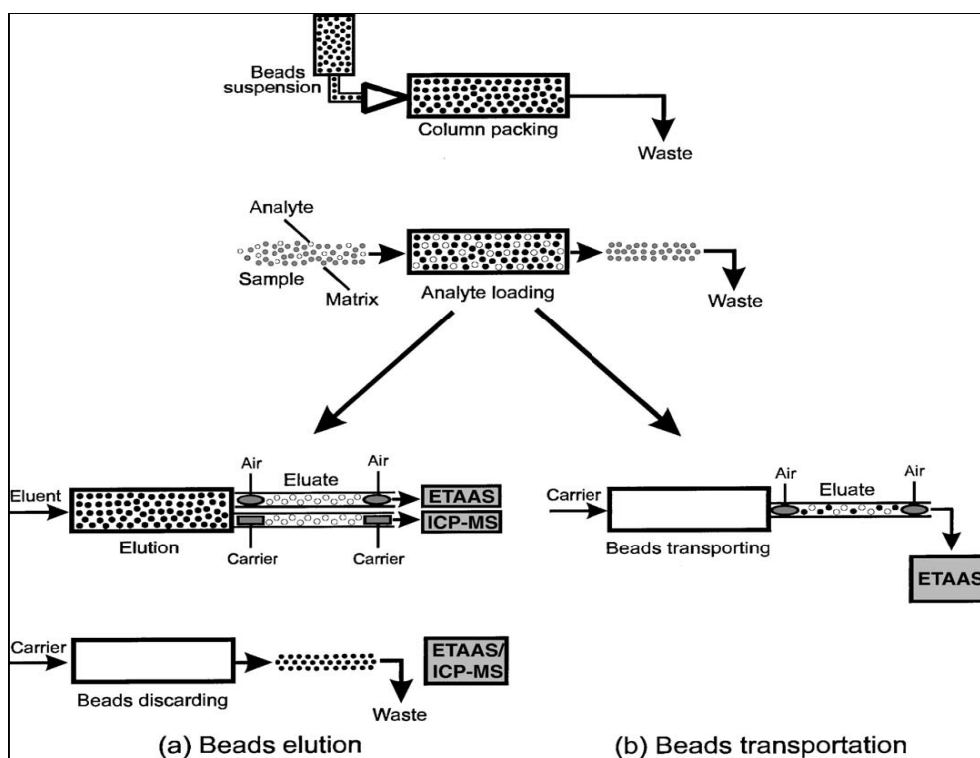 Beads
suspension
Column packing
Waste
Analyte
Sample
Matrix
Analyte loading
Waste
Air
Eluate
Air
Eluent
ETAAS
ICP-MS
Elution
Carrier
Carrier
Air
Air
Eluate
Carrier
Beads transporting
ETAAS
Carrier
ETAAS/
ICP-MS
Beads discarding
Waste
(a) Beads elution
(b) Beads transportation